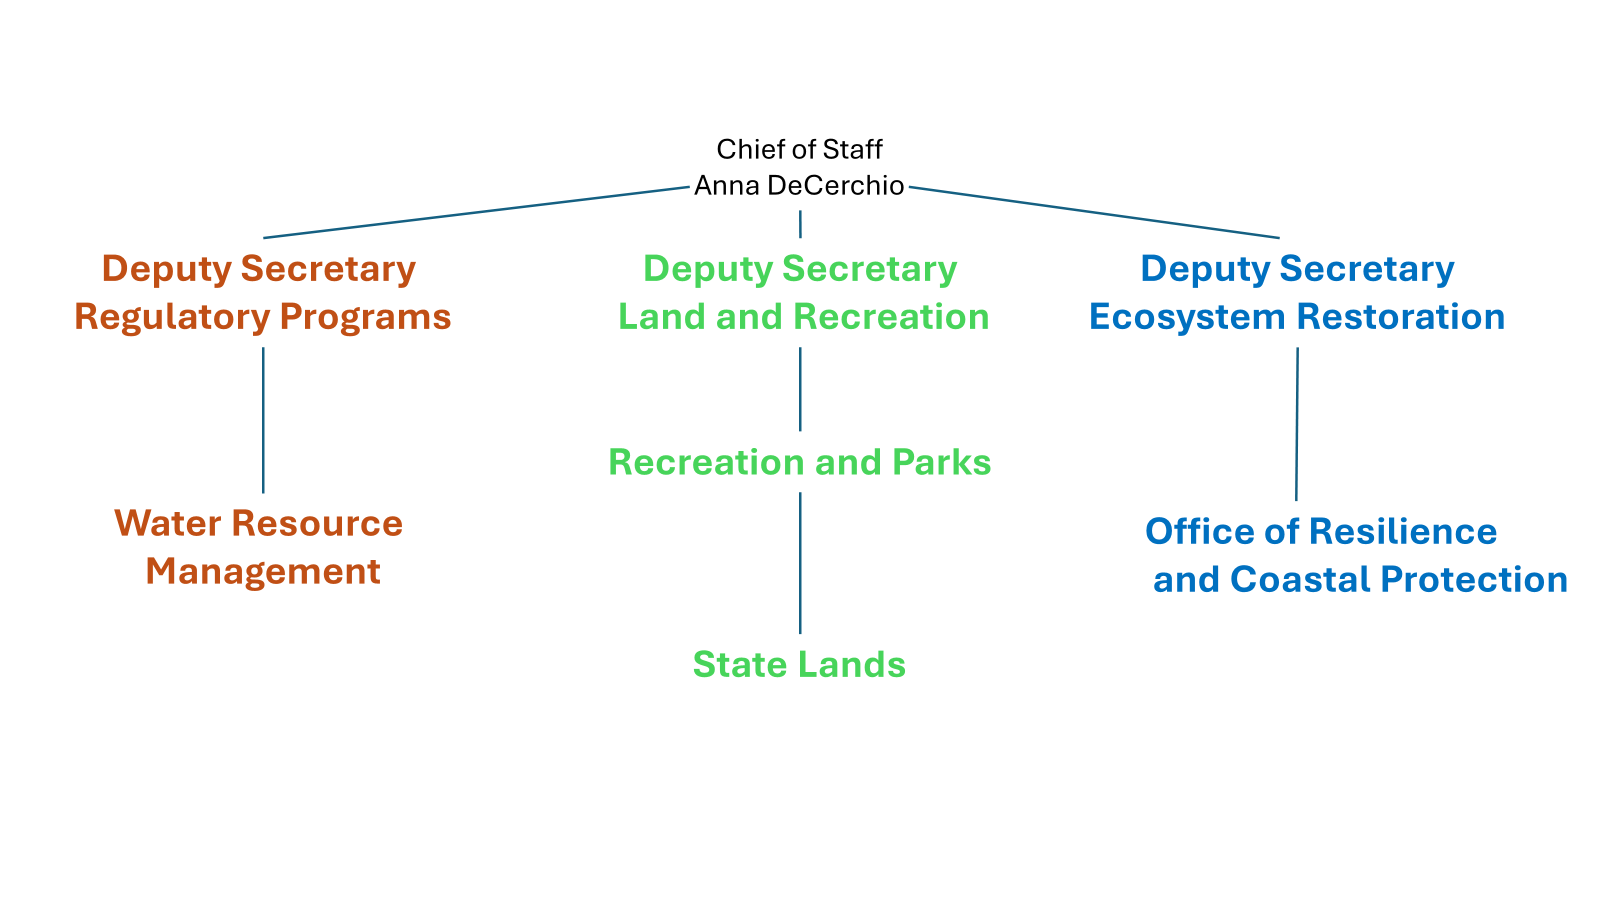 Chief of Staff
Anna DeCerchio
Deputy Secretary
Regulatory Programs
Deputy Secretary
Land and Recreation
Deputy Secretary
Ecosystem Restoration
Recreation and Parks
Water Resource
Management
Office of Resilience
and Coastal Protection
State Lands